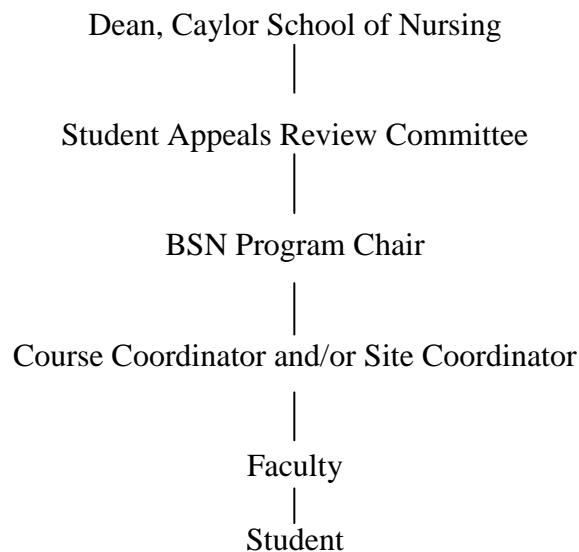 Dean, Caylor School of Nursing
Student Appeals Review Committee
BSN Program Chair
Course Coordinator and/or Site Coordinator
Faculty
Student